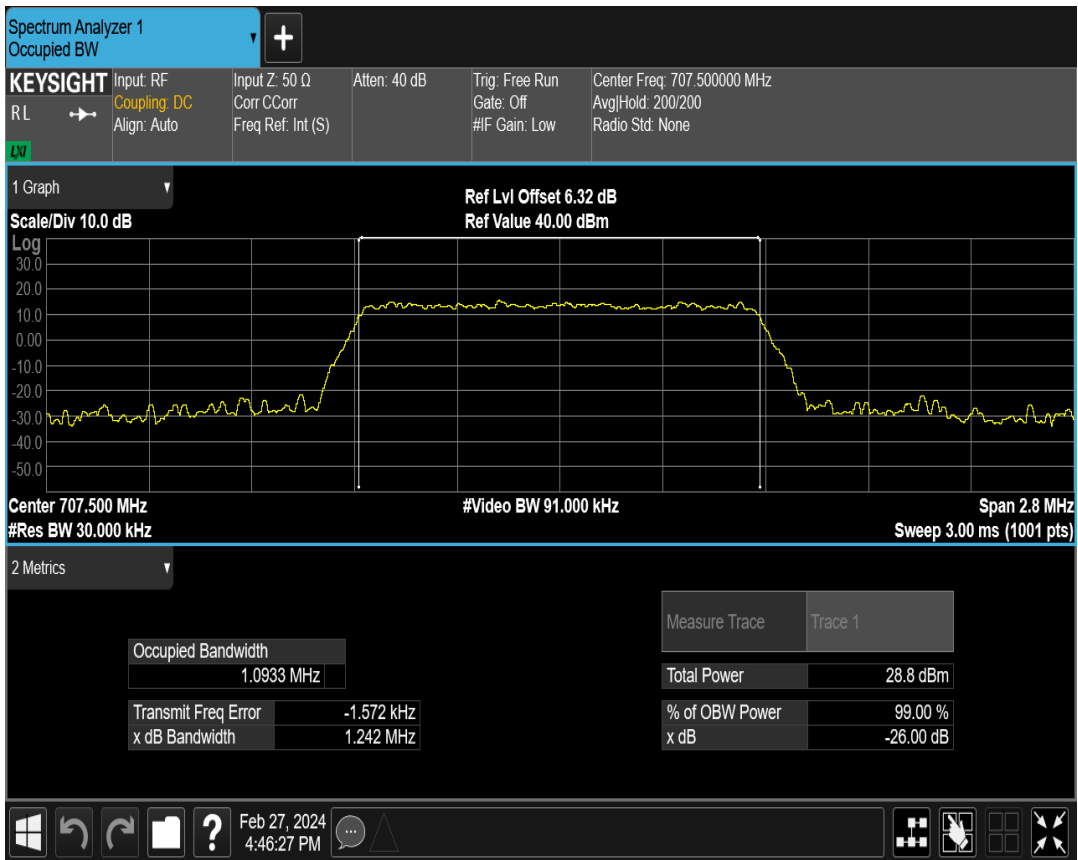 Spectrum Analyzer 1
Occupied BW
KEYSIGHT
RL
LXI
Input: RF
Coupling: DC
Align: Auto
Input Z: 50 Ω
Corr CCorr
Freq Ref: Int (S)
Atten: 40 dB
Trig: Free Run
Gate: Off
#IF Gain: Low
Center Freq: 707.500000 MHz
Avg|Hold: 200/200
Radio Std: None
1 Graph
Scale/Div 10.0 dB
Ref Lvl Offset 6.32 dB
Ref Value 40.00 dBm
Log
30.0
20.0
10.0
0.00
-10.0
-20.0
-30.0
-40.0
-50.0
Center 707.500 MHz
#Video BW 91.000 kHz
Span 2.8 MHz
#Res BW 30.000 kHz
Sweep 3.00 ms (1001 pts)
2 Metrics
Measure Trace Trace 1
Occupied Bandwidth
1.0933 MHz
Total Power 28.8 dBm
Transmit Freq Error -1.572 kHz
% of OBW Power 99.00 %
x dB Bandwidth 1.242 MHz
x dB -26.00 dB
?
Feb 27, 2024
4:46:27 PM